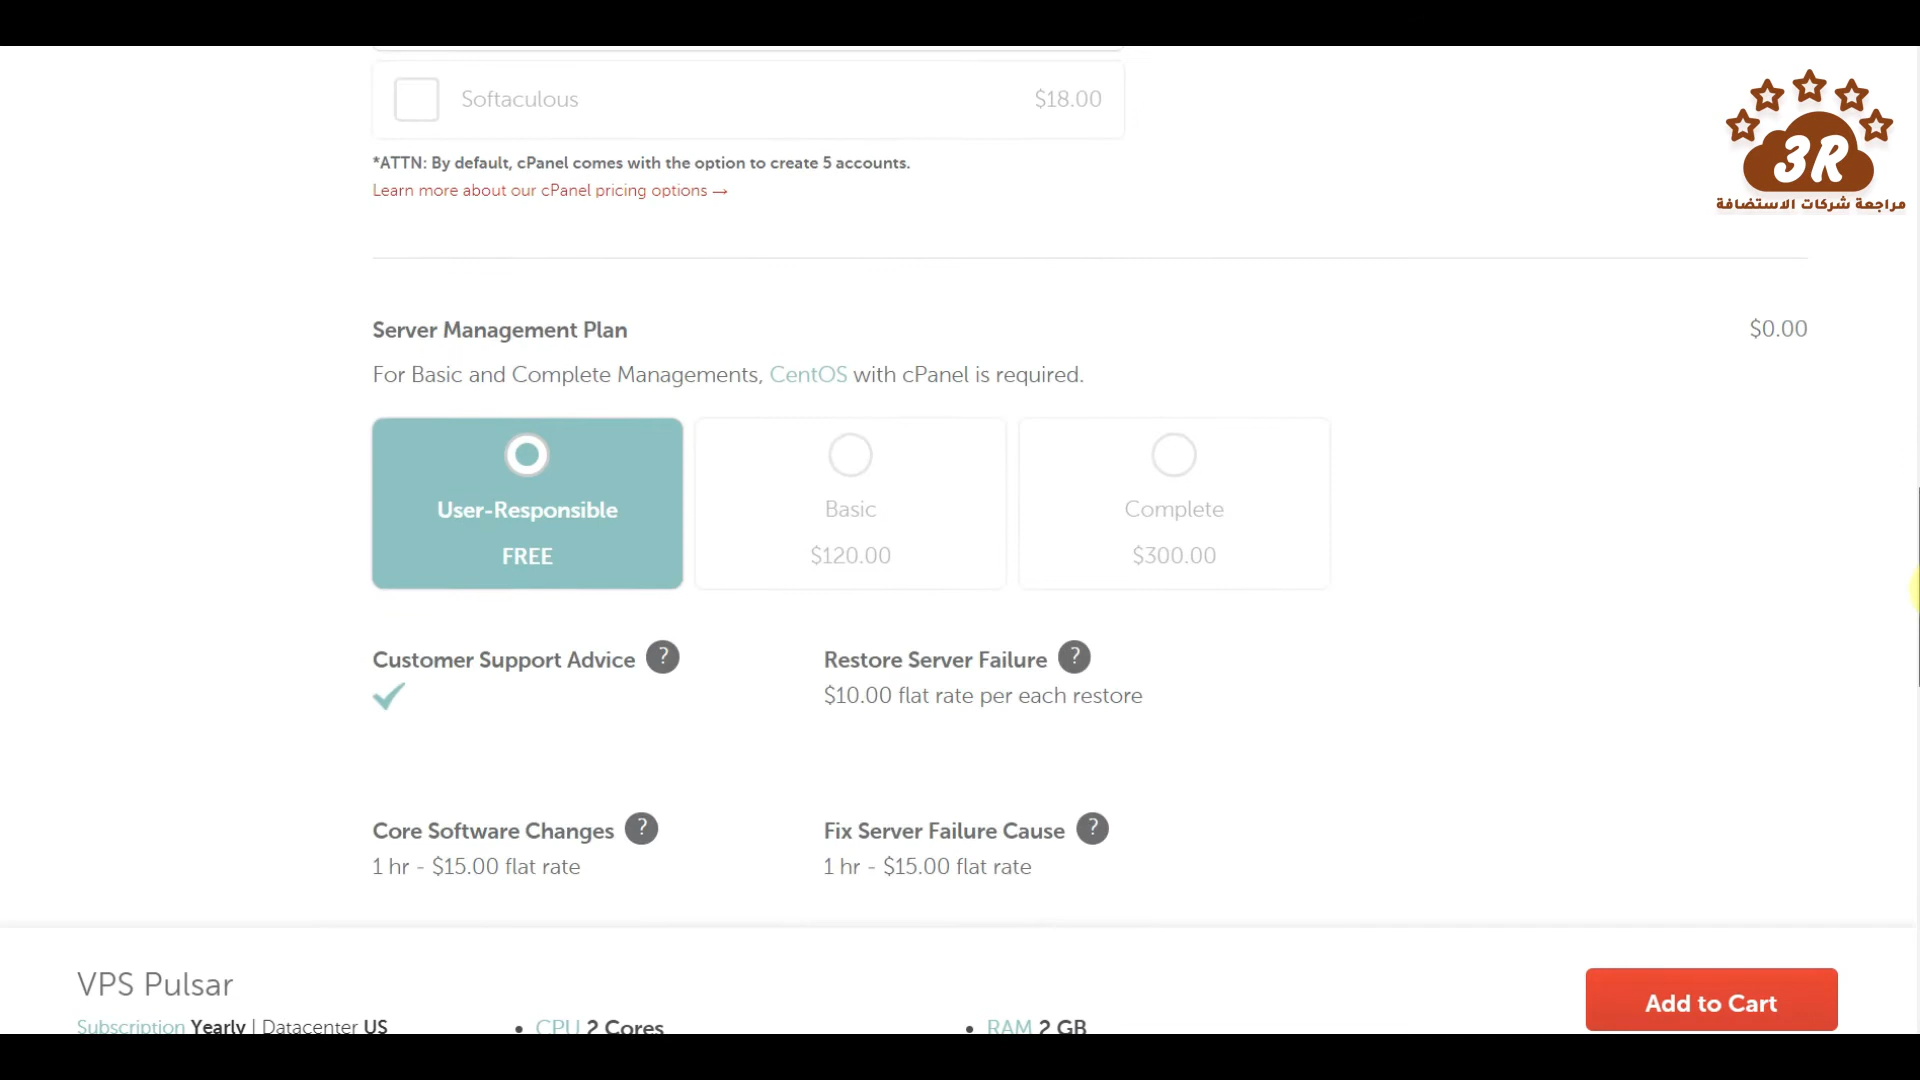 Softaculous $18.00
3R
مراجعة شركات الاستضافة
*ATTN: By default, cPanel comes with the option to create 5 accounts.
Learn more about our cPanel pricing options →
Server Management Plan $0.00
For Basic and Complete Managements, CentOS with cPanel is required.
User-Responsible Basic Complete
FREE $120.00 $300.00
Customer Support Advice ? Restore Server Failure ?
$10.00 flat rate per each restore
Core Software Changes ? Fix Server Failure Cause ?
1 hr - $15.00 flat rate 1 hr - $15.00 flat rate
VPS Pulsar
Add to Cart
Subscription Yearly | Datacenter US • CPU 2 Cores • RAM 2 GB